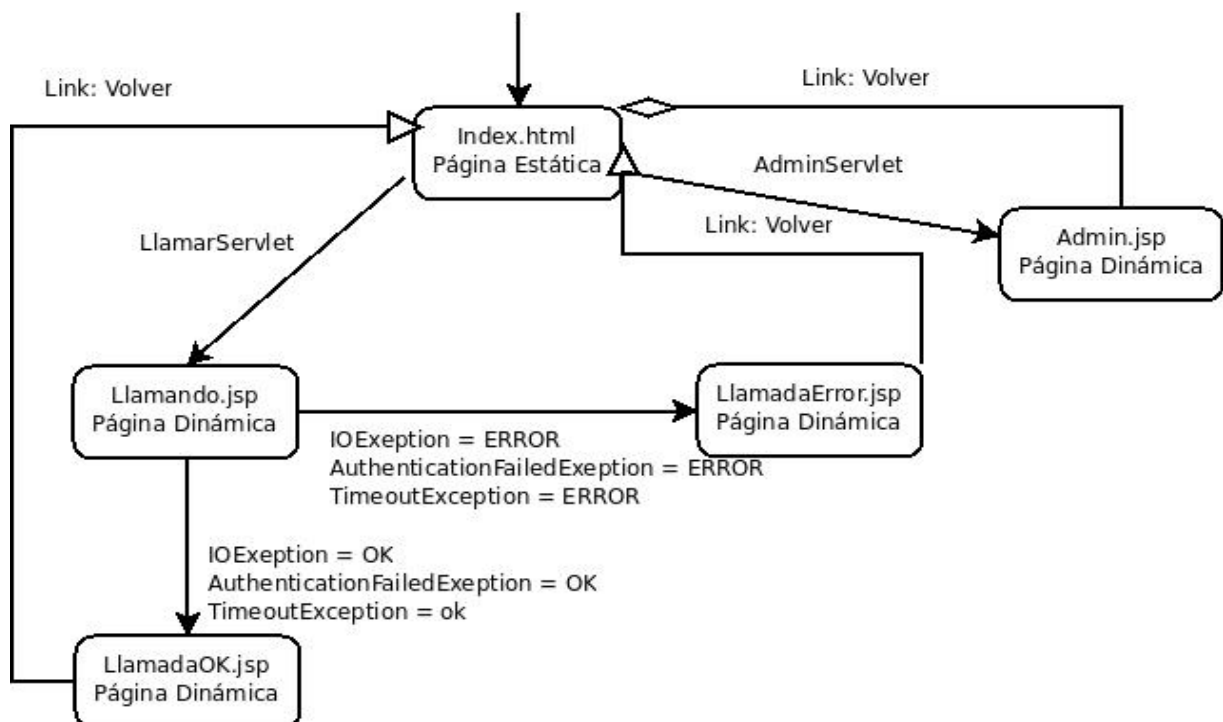 Link: Volver
Link: Volver
Index.html
Página Estática
AdminServlet
Link: Volver
Admin.jsp
Página Dinámica
LlamarServlet
Llamando.jsp
Página Dinámica
LlamadaError.jsp
Página Dinámica
IOExeption = ERROR
AuthenticationFailedExeption = ERROR
TimeoutException = ERROR
IOExeption = OK
AuthenticationFailedExeption = OK
TimeoutException = ok
LlamadaOK.jsp
Página Dinámica